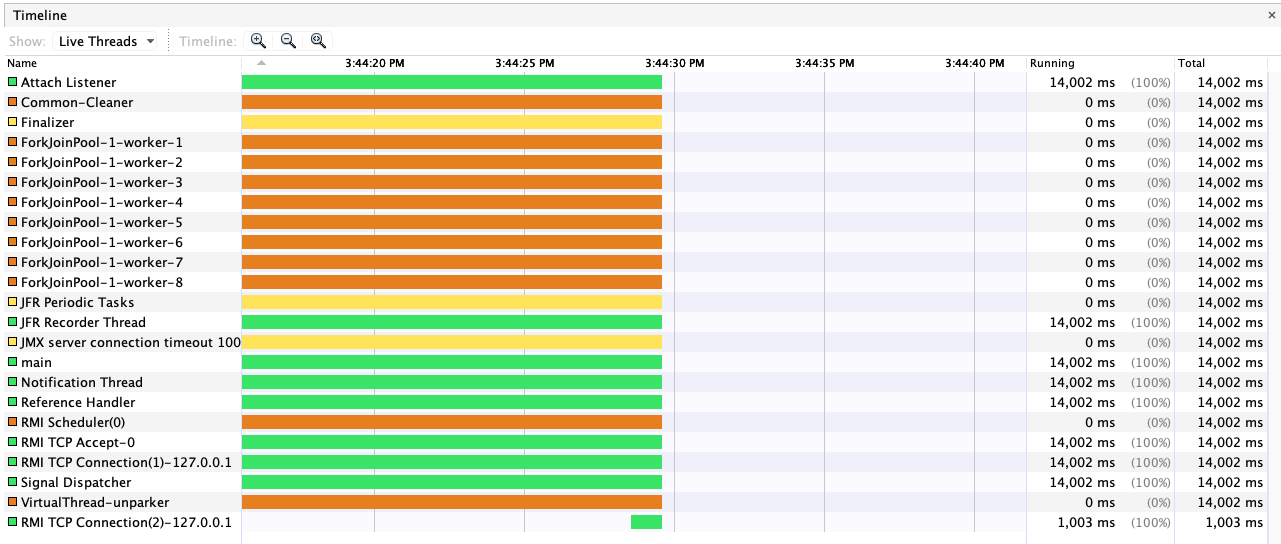 Timeline ×
Show: Live Threads Timeline:
Name 3:44:20 PM 3:44:25 PM 3:44:30 PM 3:44:35 PM 3:44:40 PM Running Total
Attach Listener 14,002 ms (100%) 14,002 ms
Common-Cleaner 0 ms (0%) 14,002 ms
Finalizer 0 ms (0%) 14,002 ms
ForkJoinPool-1-worker-1 0 ms (0%) 14,002 ms
ForkJoinPool-1-worker-2 0 ms (0%) 14,002 ms
ForkJoinPool-1-worker-3 0 ms (0%) 14,002 ms
ForkJoinPool-1-worker-4 0 ms (0%) 14,002 ms
ForkJoinPool-1-worker-5 0 ms (0%) 14,002 ms
ForkJoinPool-1-worker-6 0 ms (0%) 14,002 ms
ForkJoinPool-1-worker-7 0 ms (0%) 14,002 ms
ForkJoinPool-1-worker-8 0 ms (0%) 14,002 ms
JFR Periodic Tasks 0 ms (0%) 14,002 ms
JFR Recorder Thread 14,002 ms (100%) 14,002 ms
JMX server connection timeout 100 0 ms (0%) 14,002 ms
main 14,002 ms (100%) 14,002 ms
Notification Thread 14,002 ms (100%) 14,002 ms
Reference Handler 14,002 ms (100%) 14,002 ms
RMI Scheduler(0) 0 ms (0%) 14,002 ms
RMI TCP Accept-0 14,002 ms (100%) 14,002 ms
RMI TCP Connection(1)-127.0.0.1 14,002 ms (100%) 14,002 ms
Signal Dispatcher 14,002 ms (100%) 14,002 ms
VirtualThread-unparker 0 ms (0%) 14,002 ms
RMI TCP Connection(2)-127.0.0.1 1,003 ms (100%) 1,003 ms